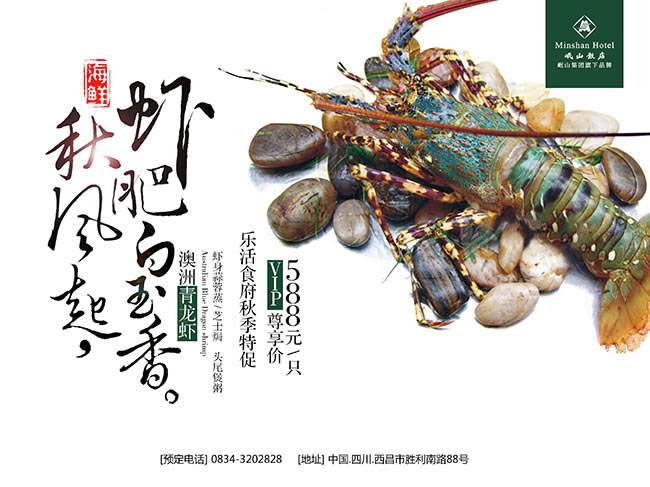 Minshan Hotel
岷山饭店
岷山集团旗下品牌
海鲜
秋风起，
虾肥白玉香。
澳洲青龙虾
Australian Blue Dragon shrimp
虾身蒜蓉蒸/芝士焗 头尾煲粥
乐活食府秋季特促
VIP尊享价
5888元/只
[预定电话] 0834-3202828 [地址] 中国.四川.西昌市胜利南路88号